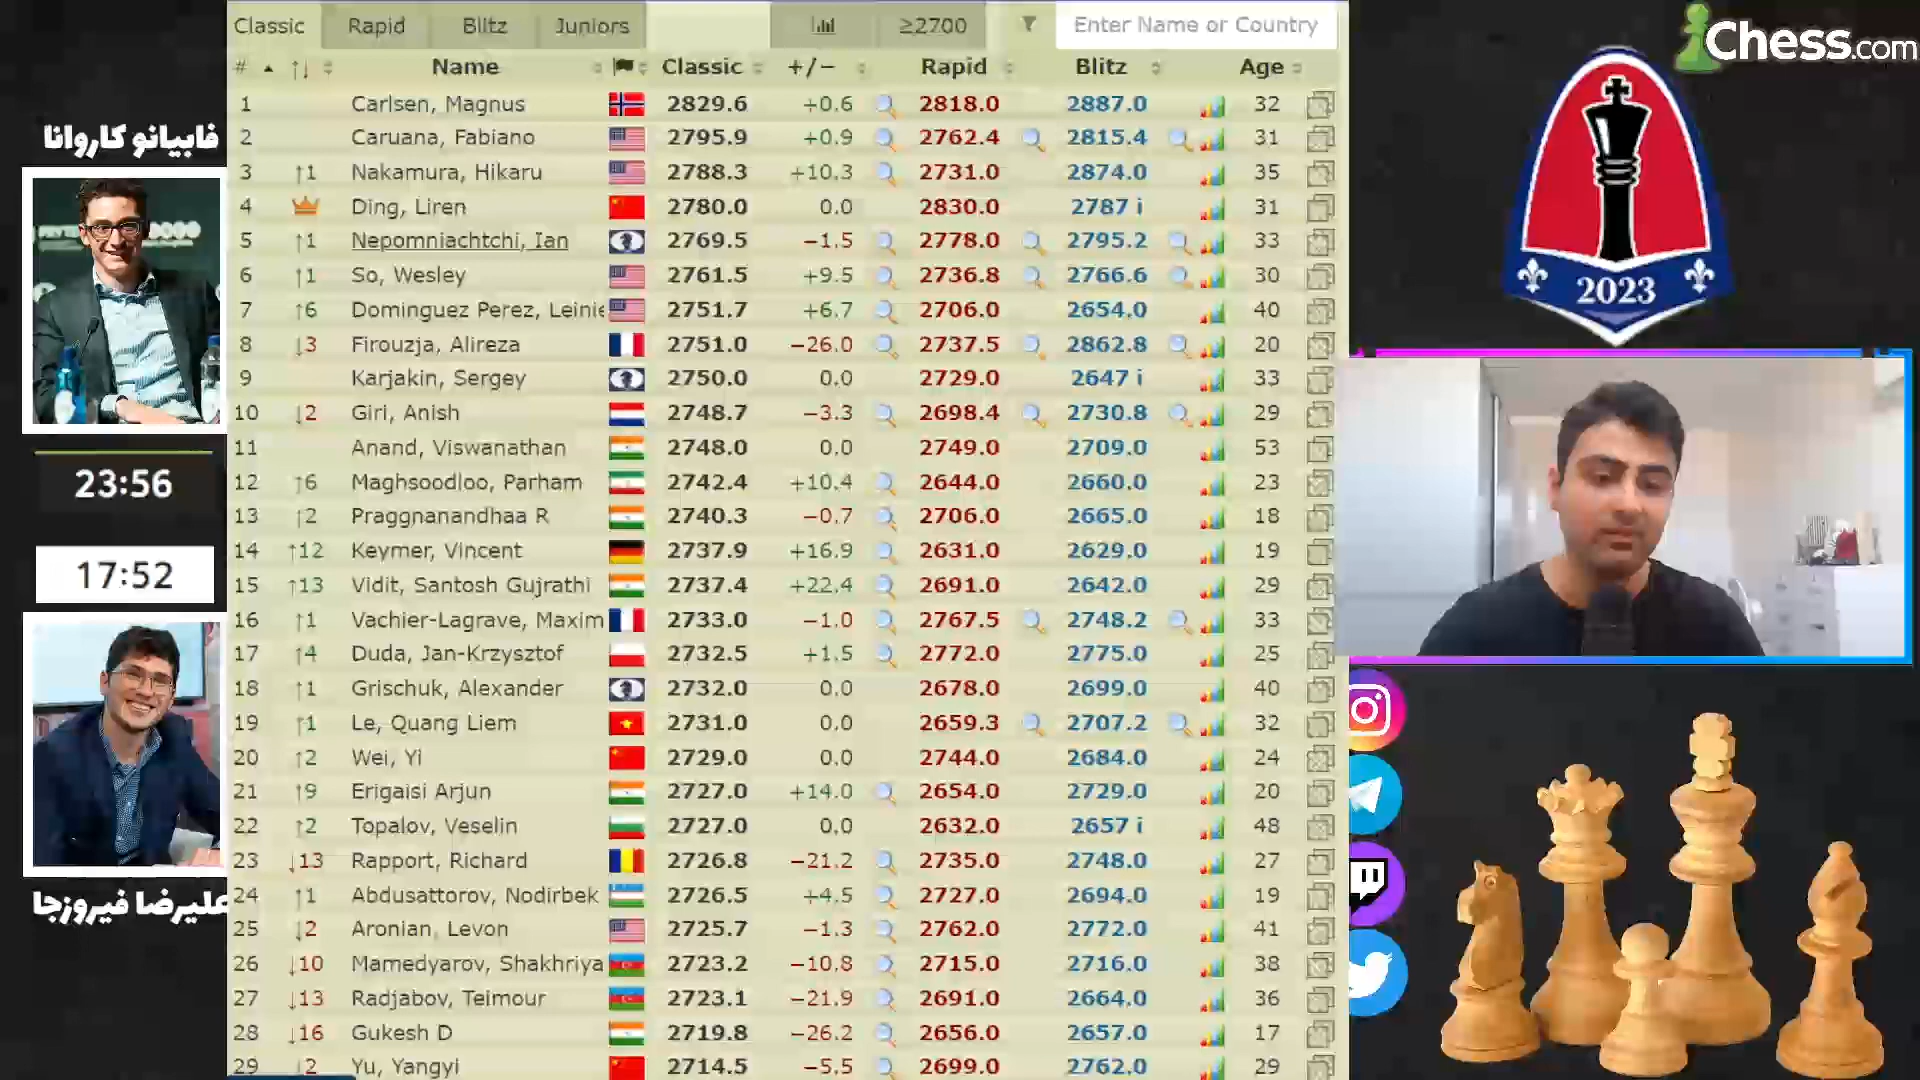 Classic Rapid Blitz Juniors ≥2700 Enter Name or Country
# ↑↓ Name Classic +/− Rapid Blitz Age
1 Carlsen, Magnus 2829.6 +0.6 2818.0 2887.0 32
2 Caruana, Fabiano 2795.9 +0.9 2762.4 2815.4 31
3 ↑1 Nakamura, Hikaru 2788.3 +10.3 2731.0 2874.0 35
4 Ding, Liren 2780.0 0.0 2830.0 2787 i 31
5 ↑1 Nepomniachtchi, Ian 2769.5 −1.5 2778.0 2795.2 33
6 ↑1 So, Wesley 2761.5 +9.5 2736.8 2766.6 30
7 ↑6 Dominguez Perez, Leinie 2751.7 +6.7 2706.0 2654.0 40
8 ↓3 Firouzja, Alireza 2751.0 −26.0 2737.5 2862.8 20
9 Karjakin, Sergey 2750.0 0.0 2729.0 2647 i 33
10 ↓2 Giri, Anish 2748.7 −3.3 2698.4 2730.8 29
11 Anand, Viswanathan 2748.0 0.0 2749.0 2709.0 53
12 ↑6 Maghsoodloo, Parham 2742.4 +10.4 2644.0 2660.0 23
13 ↑2 Praggnanandhaa R 2740.3 −0.7 2706.0 2665.0 18
14 ↑12 Keymer, Vincent 2737.9 +16.9 2631.0 2629.0 19
15 ↑13 Vidit, Santosh Gujrathi 2737.4 +22.4 2691.0 2642.0 29
16 ↑1 Vachier-Lagrave, Maxim 2733.0 −1.0 2767.5 2748.2 33
17 ↑4 Duda, Jan-Krzysztof 2732.5 +1.5 2772.0 2775.0 25
18 ↑1 Grischuk, Alexander 2732.0 0.0 2678.0 2699.0 40
19 ↑1 Le, Quang Liem 2731.0 0.0 2659.3 2707.2 32
20 ↑2 Wei, Yi 2729.0 0.0 2744.0 2684.0 24
21 ↑9 Erigaisi Arjun 2727.0 +14.0 2654.0 2729.0 20
22 ↑2 Topalov, Veselin 2727.0 0.0 2632.0 2657 i 48
23 ↓13 Rapport, Richard 2726.8 −21.2 2735.0 2748.0 27
24 ↑1 Abdusattorov, Nodirbek 2726.5 +4.5 2727.0 2694.0 19
25 ↓2 Aronian, Levon 2725.7 −1.3 2762.0 2772.0 41
26 ↓10 Mamedyarov, Shakhriya 2723.2 −10.8 2715.0 2716.0 38
27 ↓13 Radjabov, Teimour 2723.1 −21.9 2691.0 2664.0 36
28 ↓16 Gukesh D 2719.8 −26.2 2656.0 2657.0 17
29 ↓2 Yu, Yangyi 2714.5 −5.5 2699.0 2762.0 29
فابیانو کاروانا
23:56
17:52
علیرضا فیروزجا
Chess.com
2023